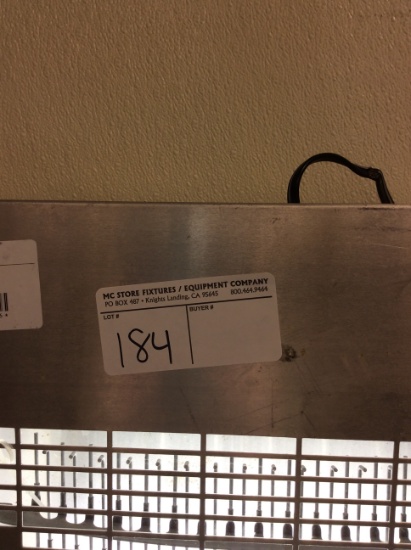 MC STORE FIXTURES / EQUIPMENT COMPANY
PO BOX 487 • Knights Landing, CA 95645 800.464.9464
LOT # BUYER #
184